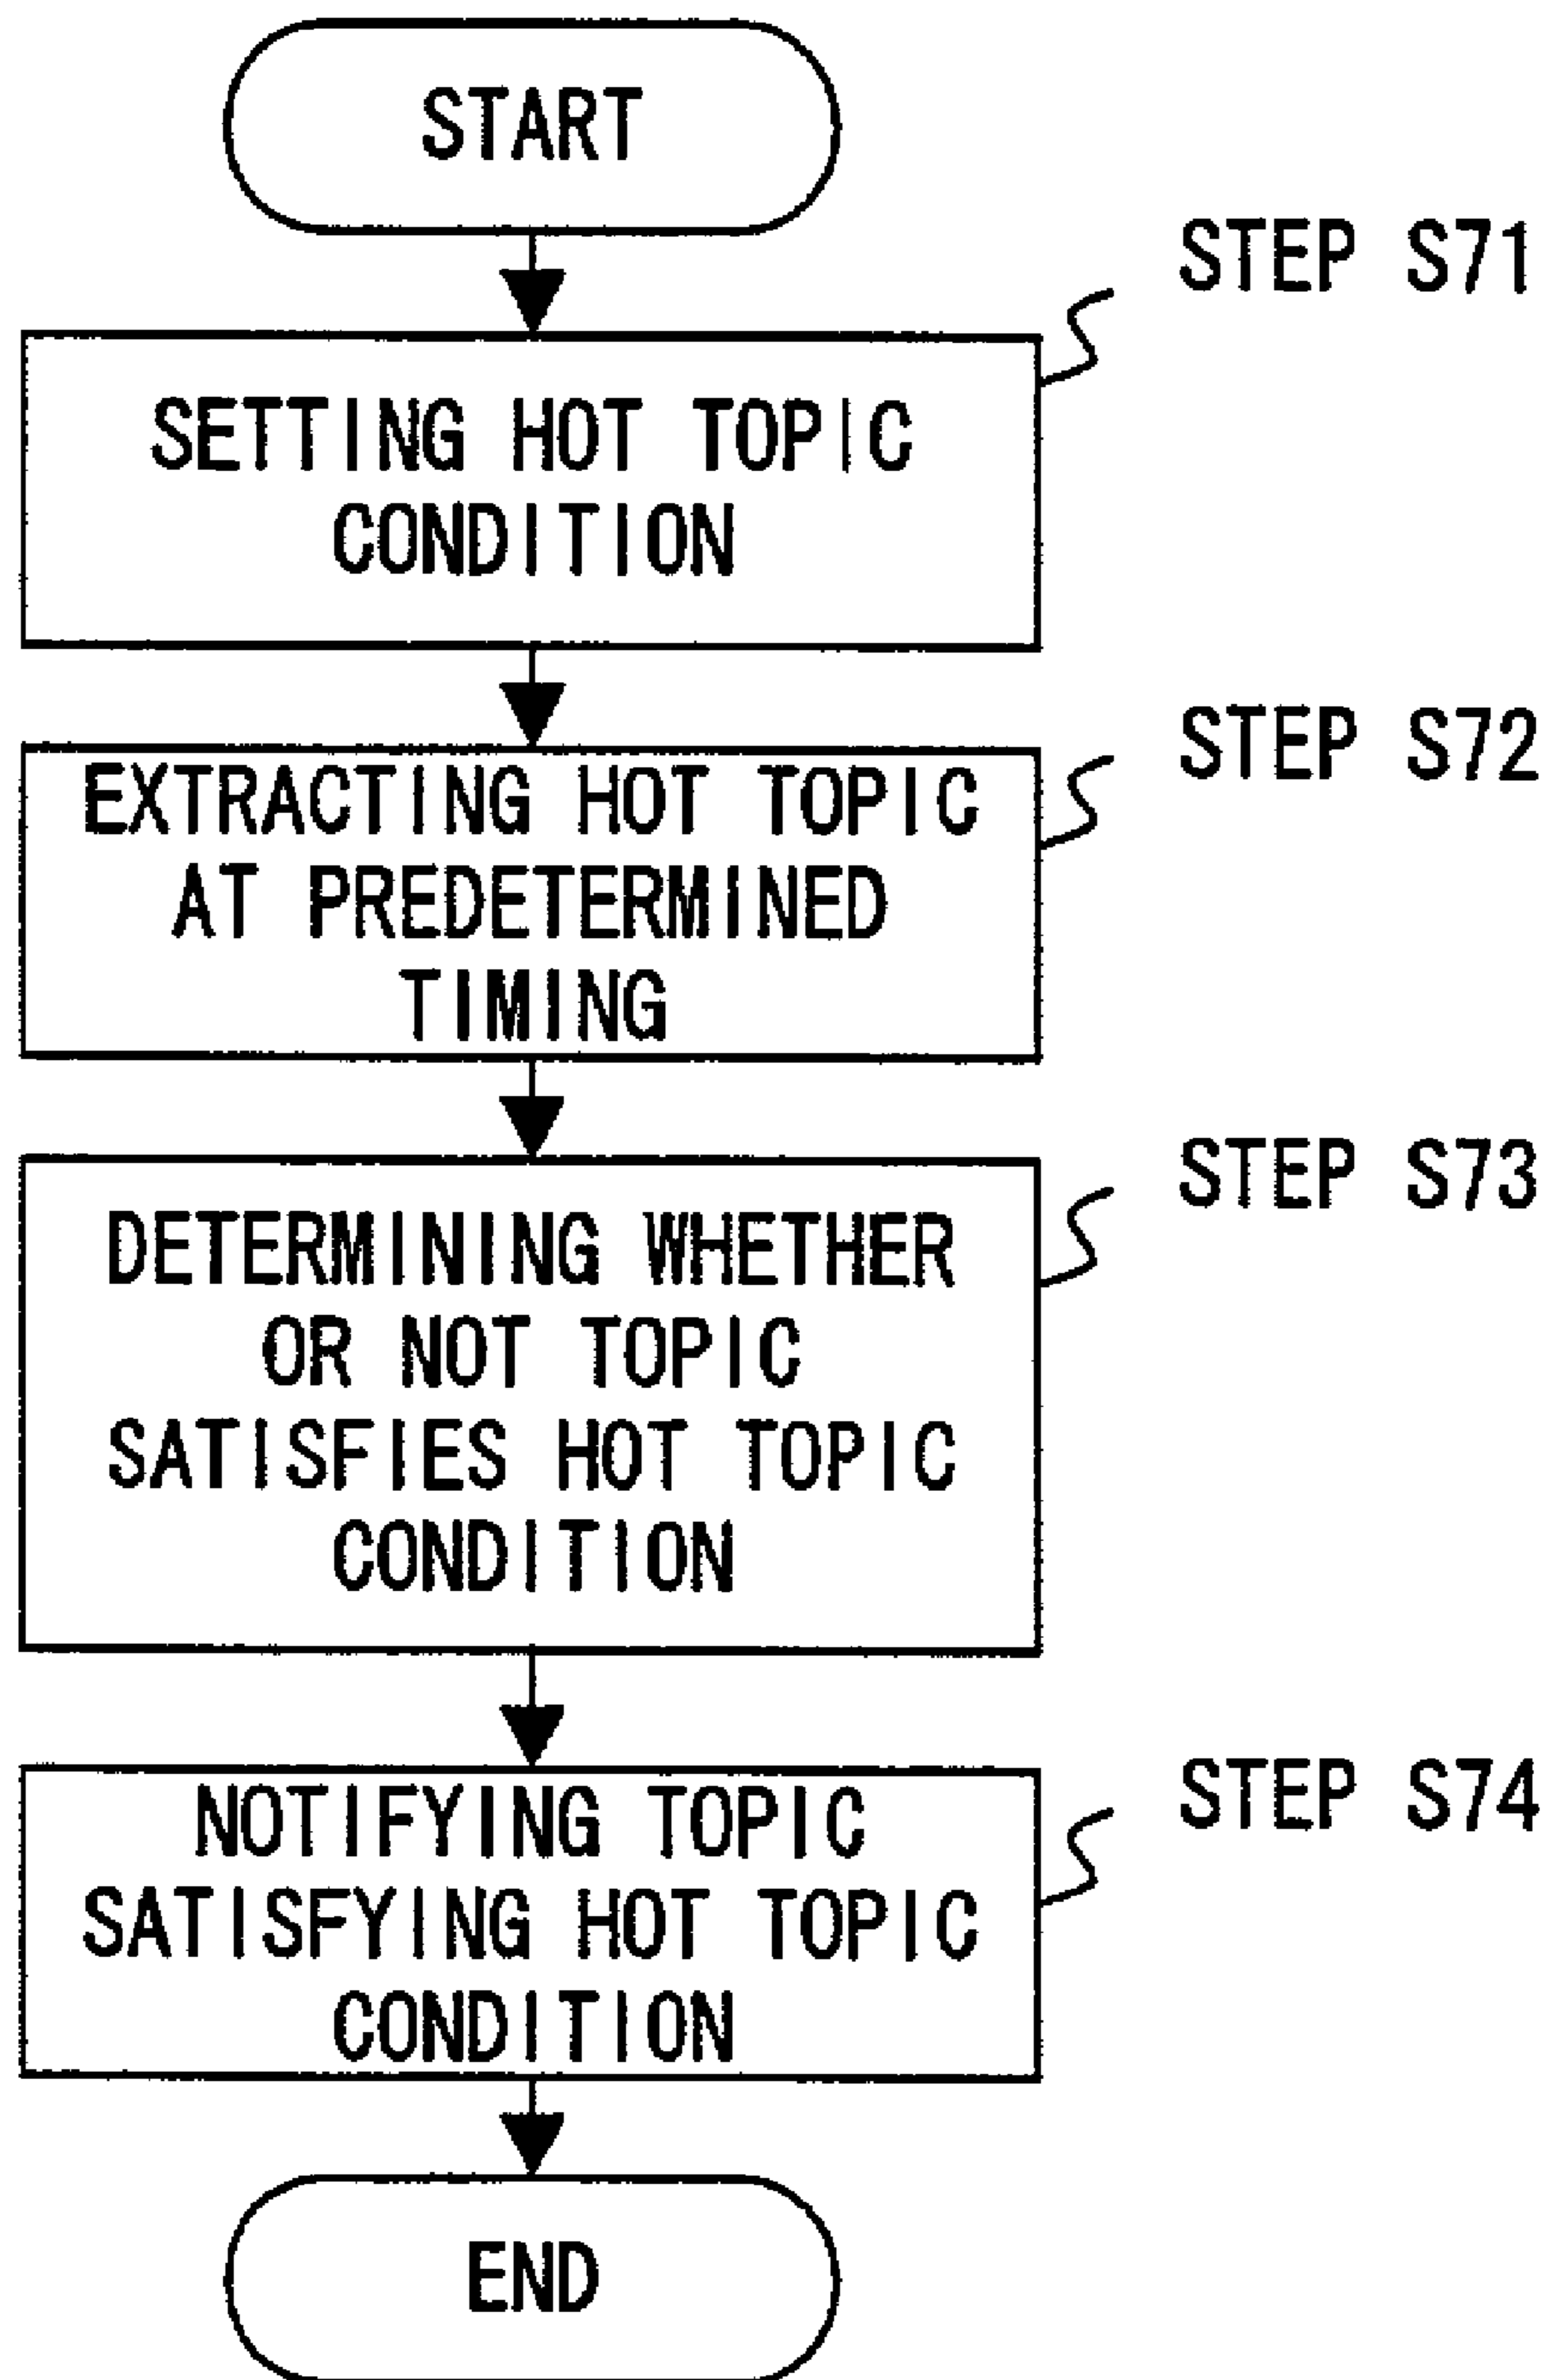 START
STEP S71
SETTING HOT TOPIC
CONDITION
STEP S72
EXTRACTING HOT TOPIC
AT PREDETERMINED
TIMING
STEP S73
DETERMINING WHETHER
OR NOT TOPIC
SATISFIES HOT TOPIC
CONDITION
STEP S74
NOTIFYING TOPIC
SATISFYING HOT TOPIC
CONDITION
END